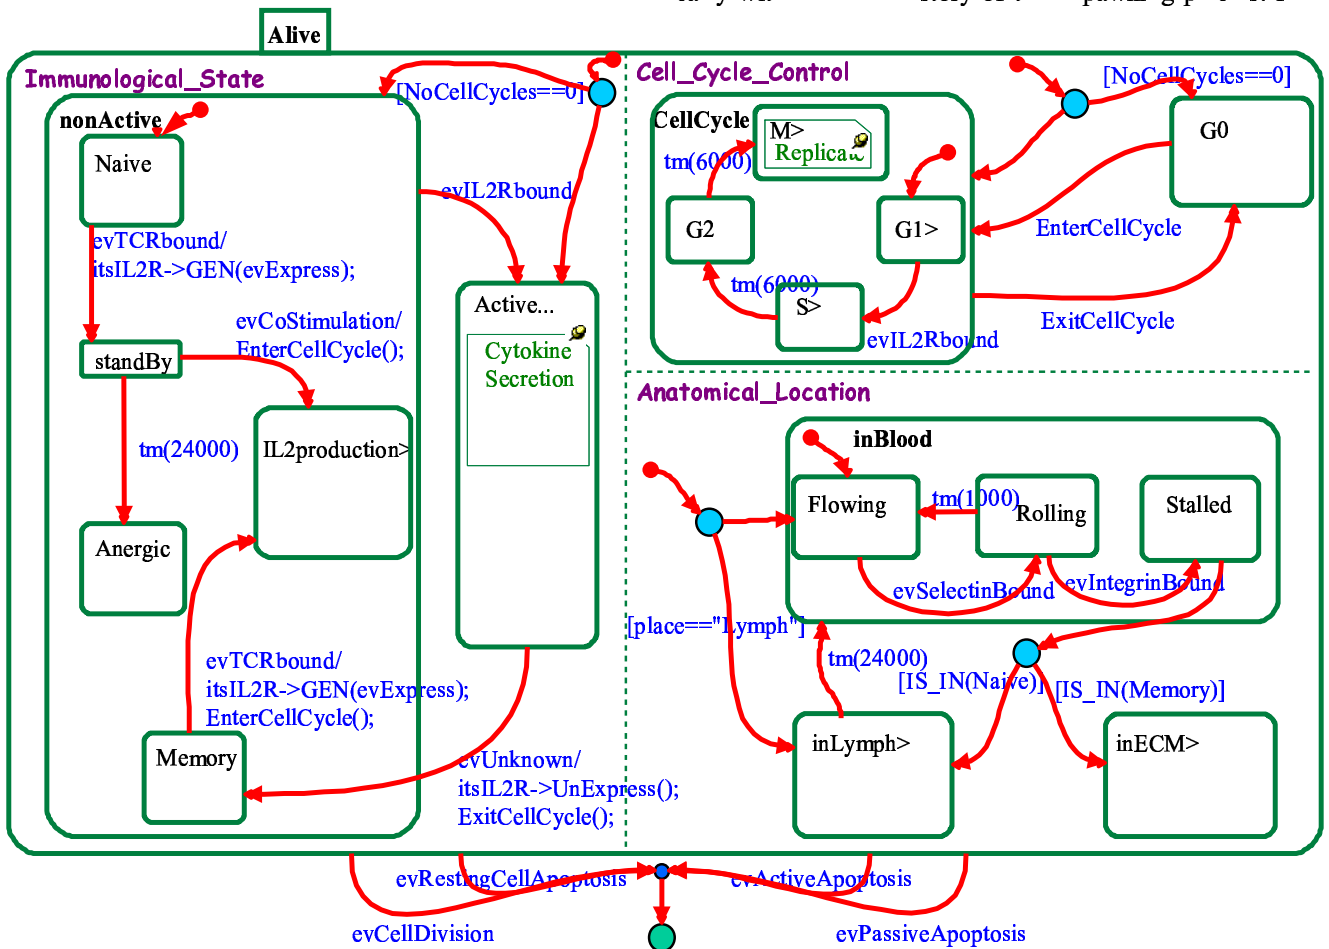 Alive
Immunological_State
[NoCellCycles==0]
nonActive
Naive
evIL2Rbound
evTCRbound/
itsIL2R->GEN(evExpress);
evCoStimulation/
EnterCellCycle();
standBy
Active...
Cytokine
Secretion
tm(24000)
IL2production>
Anergic
evTCRbound/
itsIL2R->GEN(evExpress);
EnterCellCycle();
Memory
evUnknown/
itsIL2R->UnExpress();
ExitCellCycle();
Cell_Cycle_Control
[NoCellCycles==0]
CellCycle
M>
Replicate
G0
tm(6000)
G2
G1>
EnterCellCycle
tm(6000)
S>
evIL2Rbound
ExitCellCycle
Anatomical_Location
inBlood
Flowing
tm(1000)
Rolling
Stalled
evSelectinBound
evIntegrinBound
[place=="Lymph"]
tm(24000)
[IS_IN(Naive)]
[IS_IN(Memory)]
inLymph>
inECM>
evRestingCellApoptosis
evActiveApoptosis
evCellDivision
evPassiveApoptosis